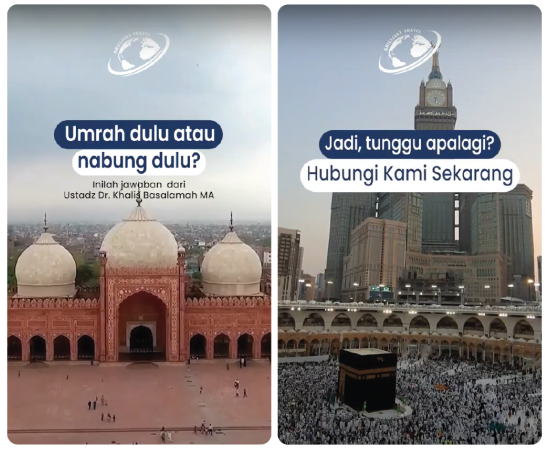 Umrah dulu atau
nabung dulu?
Inilah jawaban dari
Ustadz Dr. Khalid Basalamah MA
Jadi, tunggu apalagi?
Hubungi Kami Sekarang